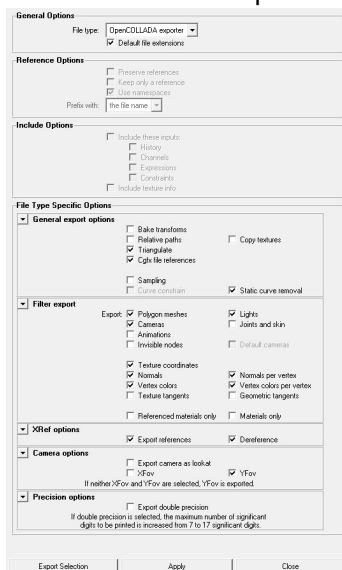 General Options
File type: OpenCOLLADA exporter
Default file extensions
Reference Options
Preserve references
Keep only a reference
Use namespaces
Prefix with: the file name
Include Options
Include these inputs
History
Channels
Expressions
Constraints
Include texture info
File Type Specific Options
General export options
Bake transforms
Relative paths Copy textures
Triangulate
Cgfx file references
Sampling
Curve constrain Static curve removal
Filter export
Export: Polygon meshes Lights
Cameras Joints and skin
Animations
Invisible nodes Default cameras
Texture coordinates
Normals Normals per vertex
Vertex colors Vertex colors per vertex
Texture tangents Geometric tangents
Referenced materials only Materials only
XRef options
Export references Dereference
Camera options
Export camera as lookat
XFov YFov
If neither XFov and YFov are selected, YFov is exported.
Precision options
Export double precision
If double precision is selected, the maximum number of significant
digits to be printed is increased from 7 to 17 significant digits.
Export Selection Apply Close